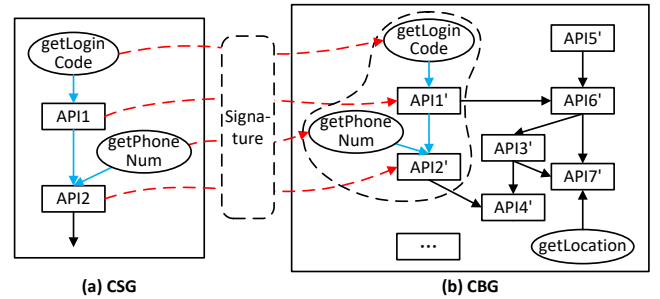 getLogin
Code
API1
getPhone
Num
API2
(a) CSG
Signa-
ture
getLogin
Code
API1'
getPhone
Num
API2'
API5'
API6'
API3'
API7'
API4'
...
getLocation
(b) CBG